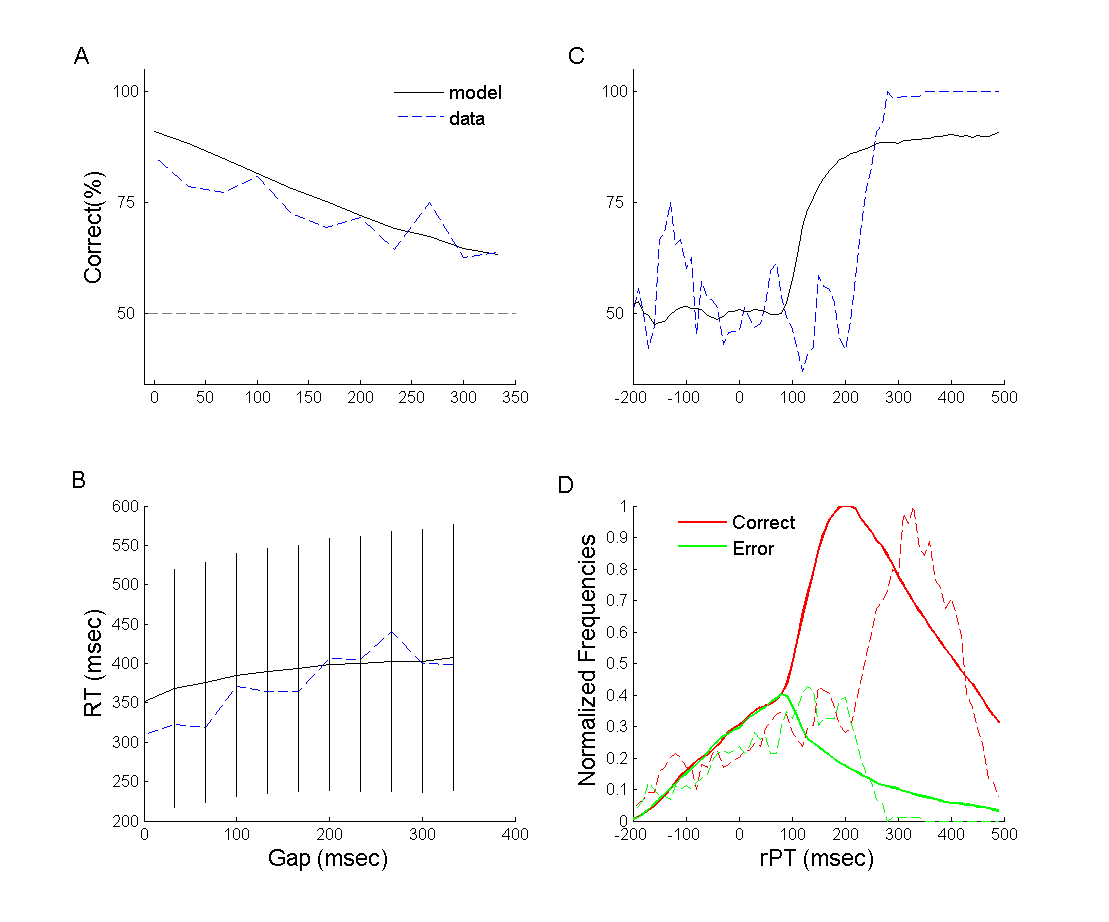 A
100
75
50
Correct(%)
model
data
0 50 100 150 200 250 300 350
C
100
75
50
-200 -100 0 100 200 300 400 500
B
600
550
500
450
400
350
300
250
200
RT (msec)
0 100 200 300 400
Gap (msec)
D
1
0.9
0.8
0.7
0.6
0.5
0.4
0.3
0.2
0.1
0
Normalized Frequencies
Correct
Error
-200 -100 0 100 200 300 400 500
rPT (msec)